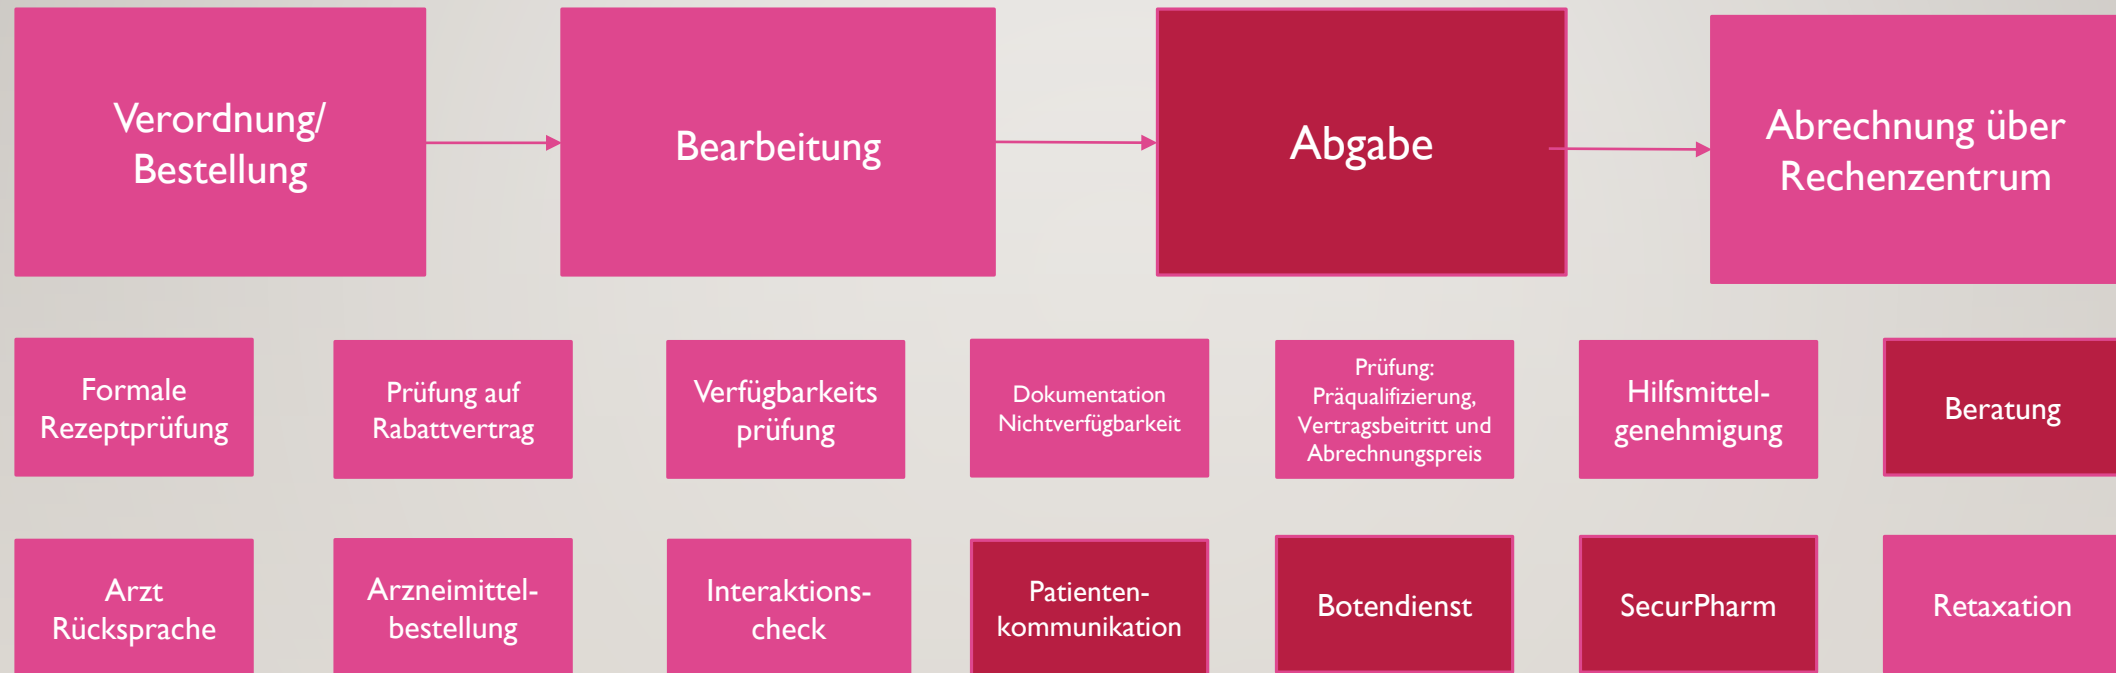 Verordnung/
Bestellung
Bearbeitung
Abgabe
Abrechnung über
Rechenzentrum
Formale
Rezeptprüfung
Prüfung auf
Rabattvertrag
Verfügbarkeits
prüfung
Dokumentation
Nichtverfügbarkeit
Prüfung:
Präqualifizierung,
Vertragsbeitritt und
Abrechnungspreis
Hilfsmittel-
genehmigung
Beratung
Arzt
Rücksprache
Arzneimittel-
bestellung
Interaktions-
check
Patienten-
kommunikation
Botendienst
SecurPharm
Retaxation